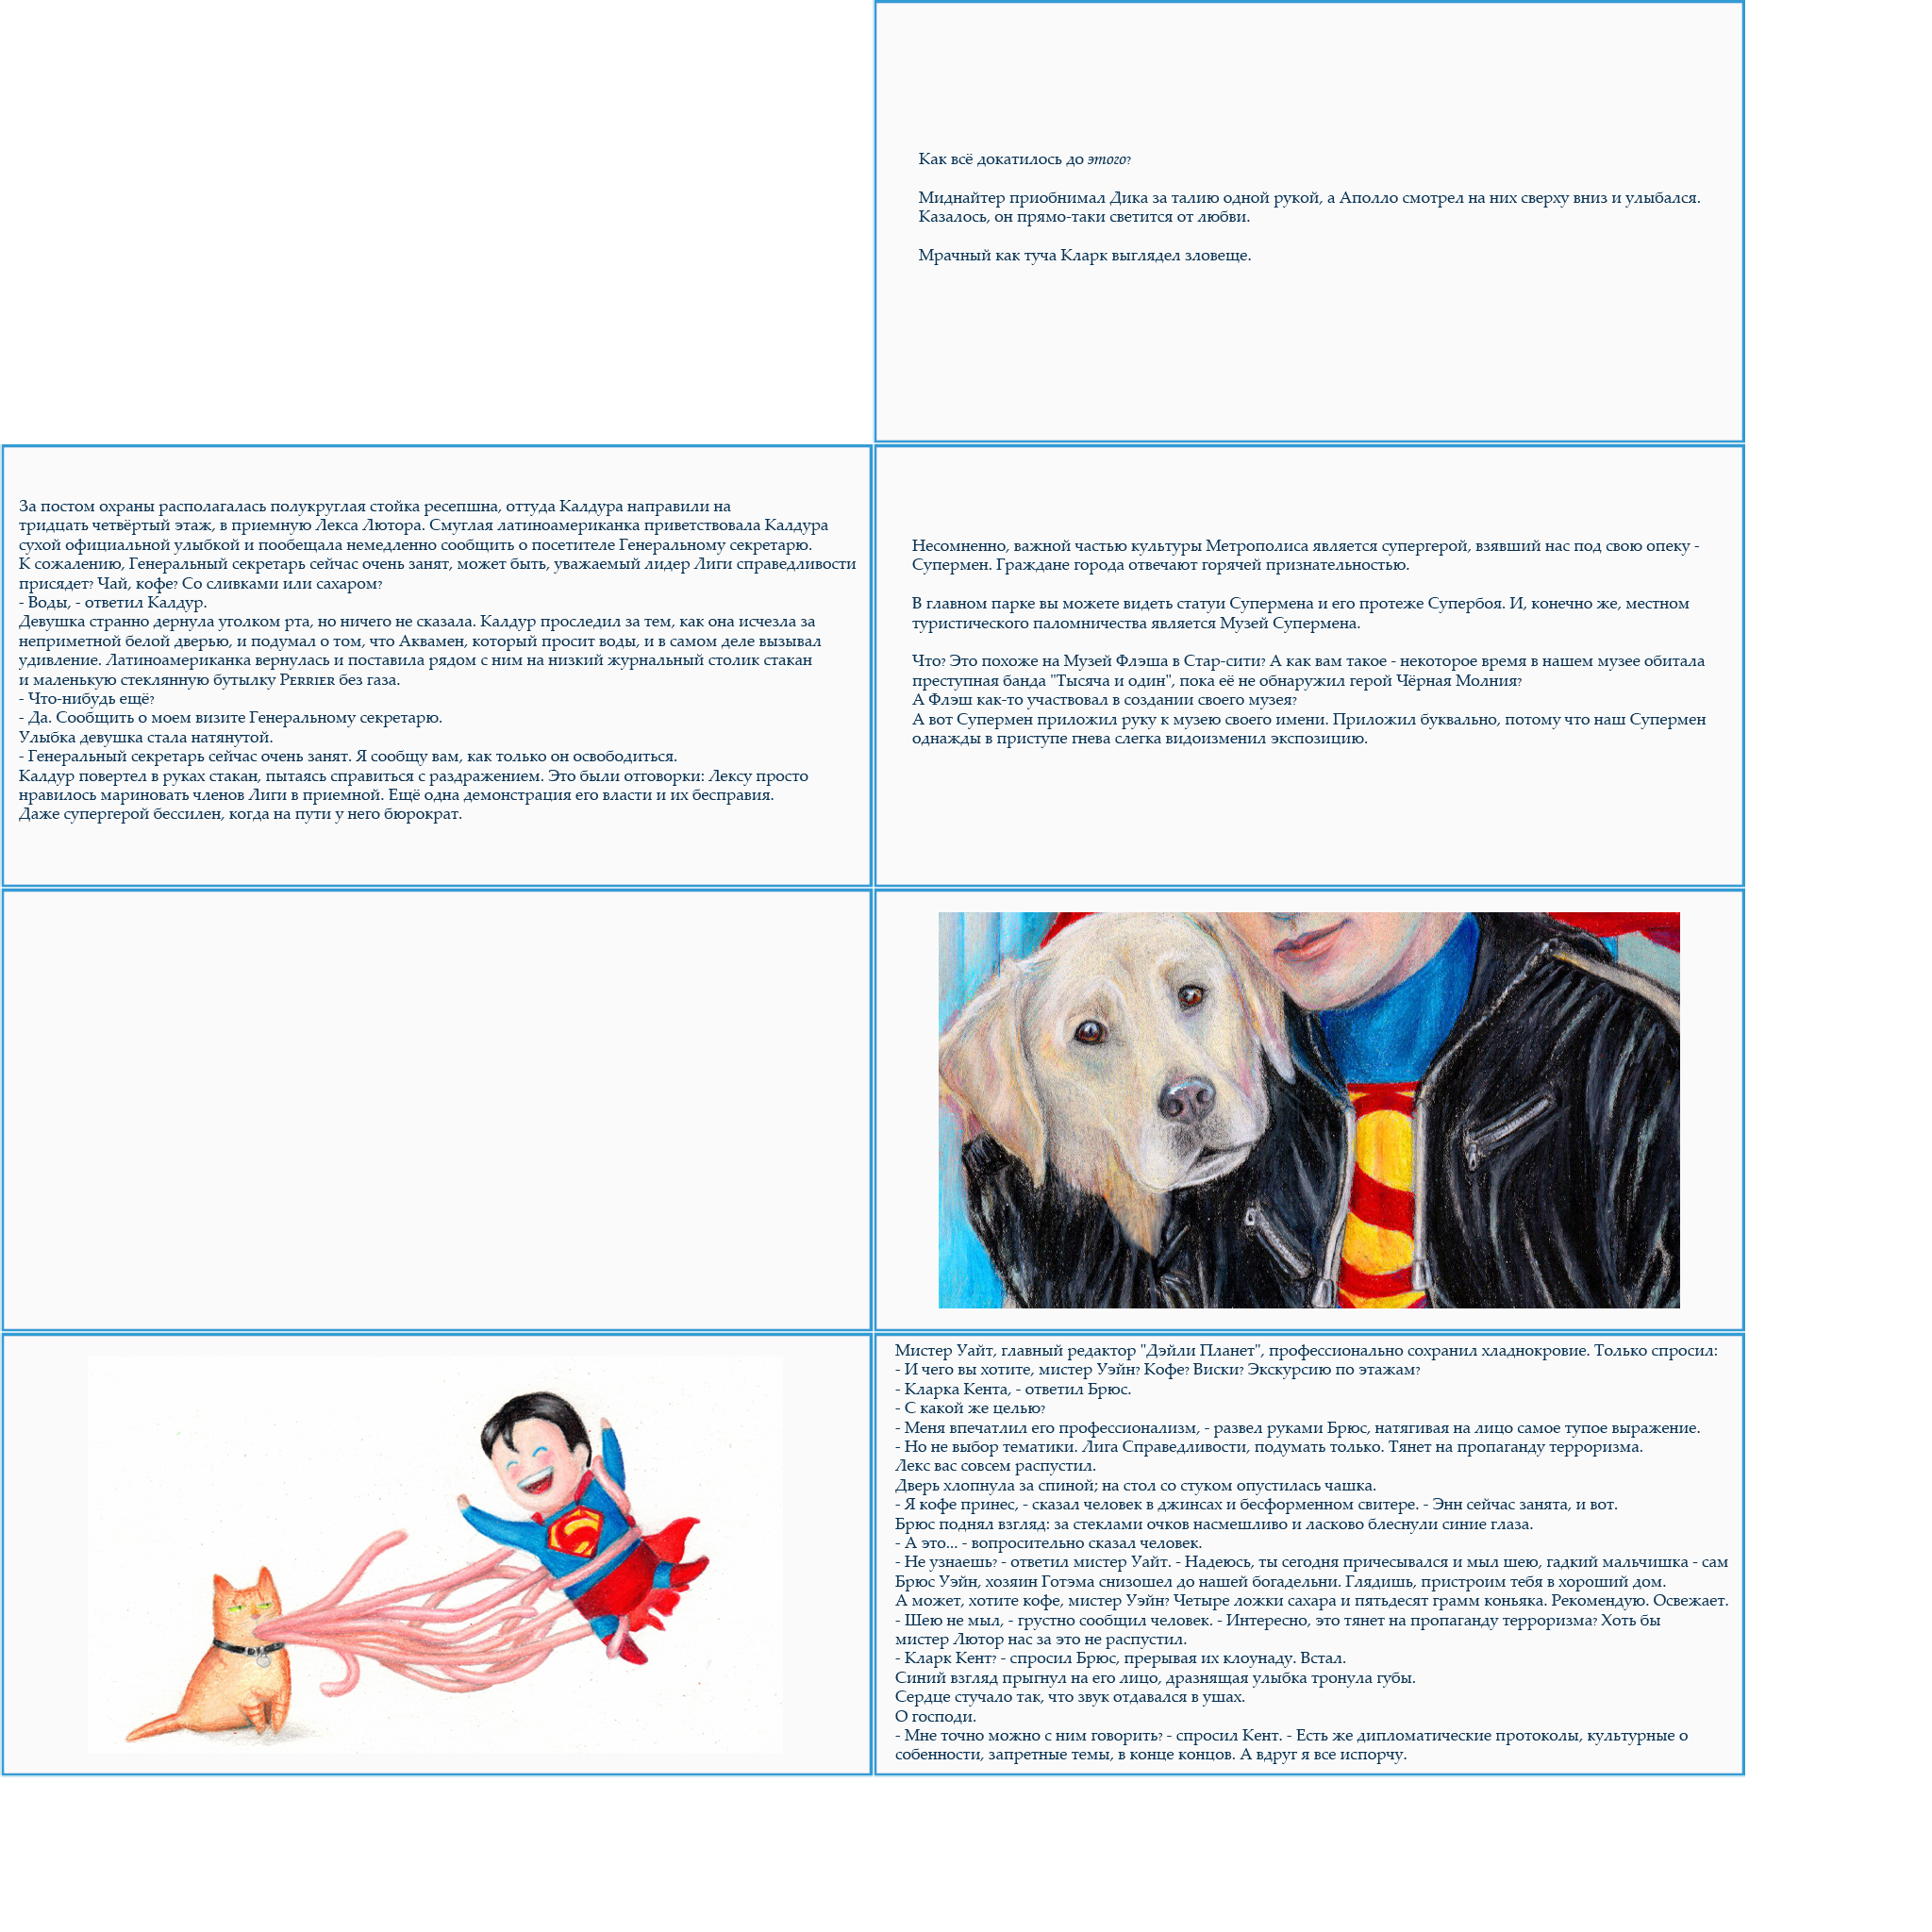 Как всё докатилось до этого?
Миднайтер приобнимал Дика за талию одной рукой, а Аполло смотрел на них сверху вниз и улыбался.
Казалось, он прямо-таки светится от любви.
Мрачный как туча Кларк выглядел зловеще.
За постом охраны располагалась полукруглая стойка ресепшна, оттуда Калдура направили на
тридцать четвёртый этаж, в приемную Лекса Лютора. Смуглая латиноамериканка приветствовала Калдура
сухой официальной улыбкой и пообещала немедленно сообщить о посетителе Генеральному секретарю.
К сожалению, Генеральный секретарь сейчас очень занят, может быть, уважаемый лидер Лиги справедливости
присядет? Чай, кофе? Со сливками или сахаром?
- Воды, - ответил Калдур.
Девушка странно дернула уголком рта, но ничего не сказала. Калдур проследил за тем, как она исчезла за
неприметной белой дверью, и подумал о том, что Аквамен, который просит воды, и в самом деле вызывал
удивление. Латиноамериканка вернулась и поставила рядом с ним на низкий журнальный столик стакан
и маленькую стеклянную бутылку Perrier без газа.
- Что-нибудь ещё?
- Да. Сообщить о моем визите Генеральному секретарю.
Улыбка девушка стала натянутой.
- Генеральный секретарь сейчас очень занят. Я сообщу вам, как только он освободиться.
Калдур повертел в руках стакан, пытаясь справиться с раздражением. Это были отговорки: Лексу просто
нравилось мариновать членов Лиги в приемной. Ещё одна демонстрация его власти и их бесправия.
Даже супергерой бессилен, когда на пути у него бюрократ.
Несомненно, важной частью культуры Метрополиса является супергерой, взявший нас под свою опеку -
Супермен. Граждане города отвечают горячей признательностью.
В главном парке вы можете видеть статуи Супермена и его протеже Супербоя. И, конечно же, местном
туристического паломничества является Музей Супермена.
Что? Это похоже на Музей Флэша в Стар-сити? А как вам такое - некоторое время в нашем музее обитала
преступная банда "Тысяча и один", пока её не обнаружил герой Чёрная Молния?
А Флэш как-то участвовал в создании своего музея?
А вот Супермен приложил руку к музею своего имени. Приложил буквально, потому что наш Супермен
однажды в приступе гнева слегка видоизменил экспозицию.
Мистер Уайт, главный редактор "Дэйли Планет", профессионально сохранил хладнокровие. Только спросил:
- И чего вы хотите, мистер Уэйн? Кофе? Виски? Экскурсию по этажам?
- Кларка Кента, - ответил Брюс.
- С какой же целью?
- Меня впечатлил его профессионализм, - развел руками Брюс, натягивая на лицо самое тупое выражение.
- Но не выбор тематики. Лига Справедливости, подумать только. Тянет на пропаганду терроризма.
Лекс вас совсем распустил.
Дверь хлопнула за спиной; на стол со стуком опустилась чашка.
- Я кофе принес, - сказал человек в джинсах и бесформенном свитере. - Энн сейчас занята, и вот.
Брюс поднял взгляд: за стеклами очков насмешливо и ласково блеснули синие глаза.
- А это... - вопросительно сказал человек.
- Не узнаешь? - ответил мистер Уайт. - Надеюсь, ты сегодня причесывался и мыл шею, гадкий мальчишка - сам
Брюс Уэйн, хозяин Готэма снизошел до нашей богадельни. Глядишь, пристроим тебя в хороший дом.
А может, хотите кофе, мистер Уэйн? Четыре ложки сахара и пятьдесят грамм коньяка. Рекомендую. Освежает.
- Шею не мыл, - грустно сообщил человек. - Интересно, это тянет на пропаганду терроризма? Хоть бы
мистер Лютор нас за это не распустил.
- Кларк Кент? - спросил Брюс, прерывая их клоунаду. Встал.
Синий взгляд прыгнул на его лицо, дразнящая улыбка тронула губы.
Сердце стучало так, что звук отдавался в ушах.
О господи.
- Мне точно можно с ним говорить? - спросил Кент. - Есть же дипломатические протоколы, культурные о
собенности, запретные темы, в конце концов. А вдруг я все испорчу.